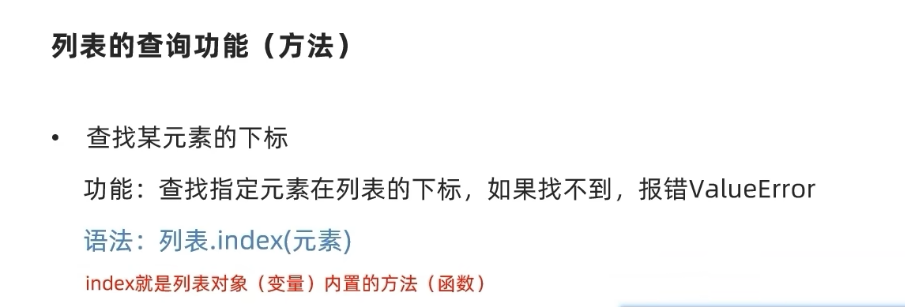 列表的查询功能（方法）
• 查找某元素的下标
功能：查找指定元素在列表的下标，如果找不到，报错ValueError
语法：列表.index(元素)
index就是列表对象（变量）内置的方法（函数）